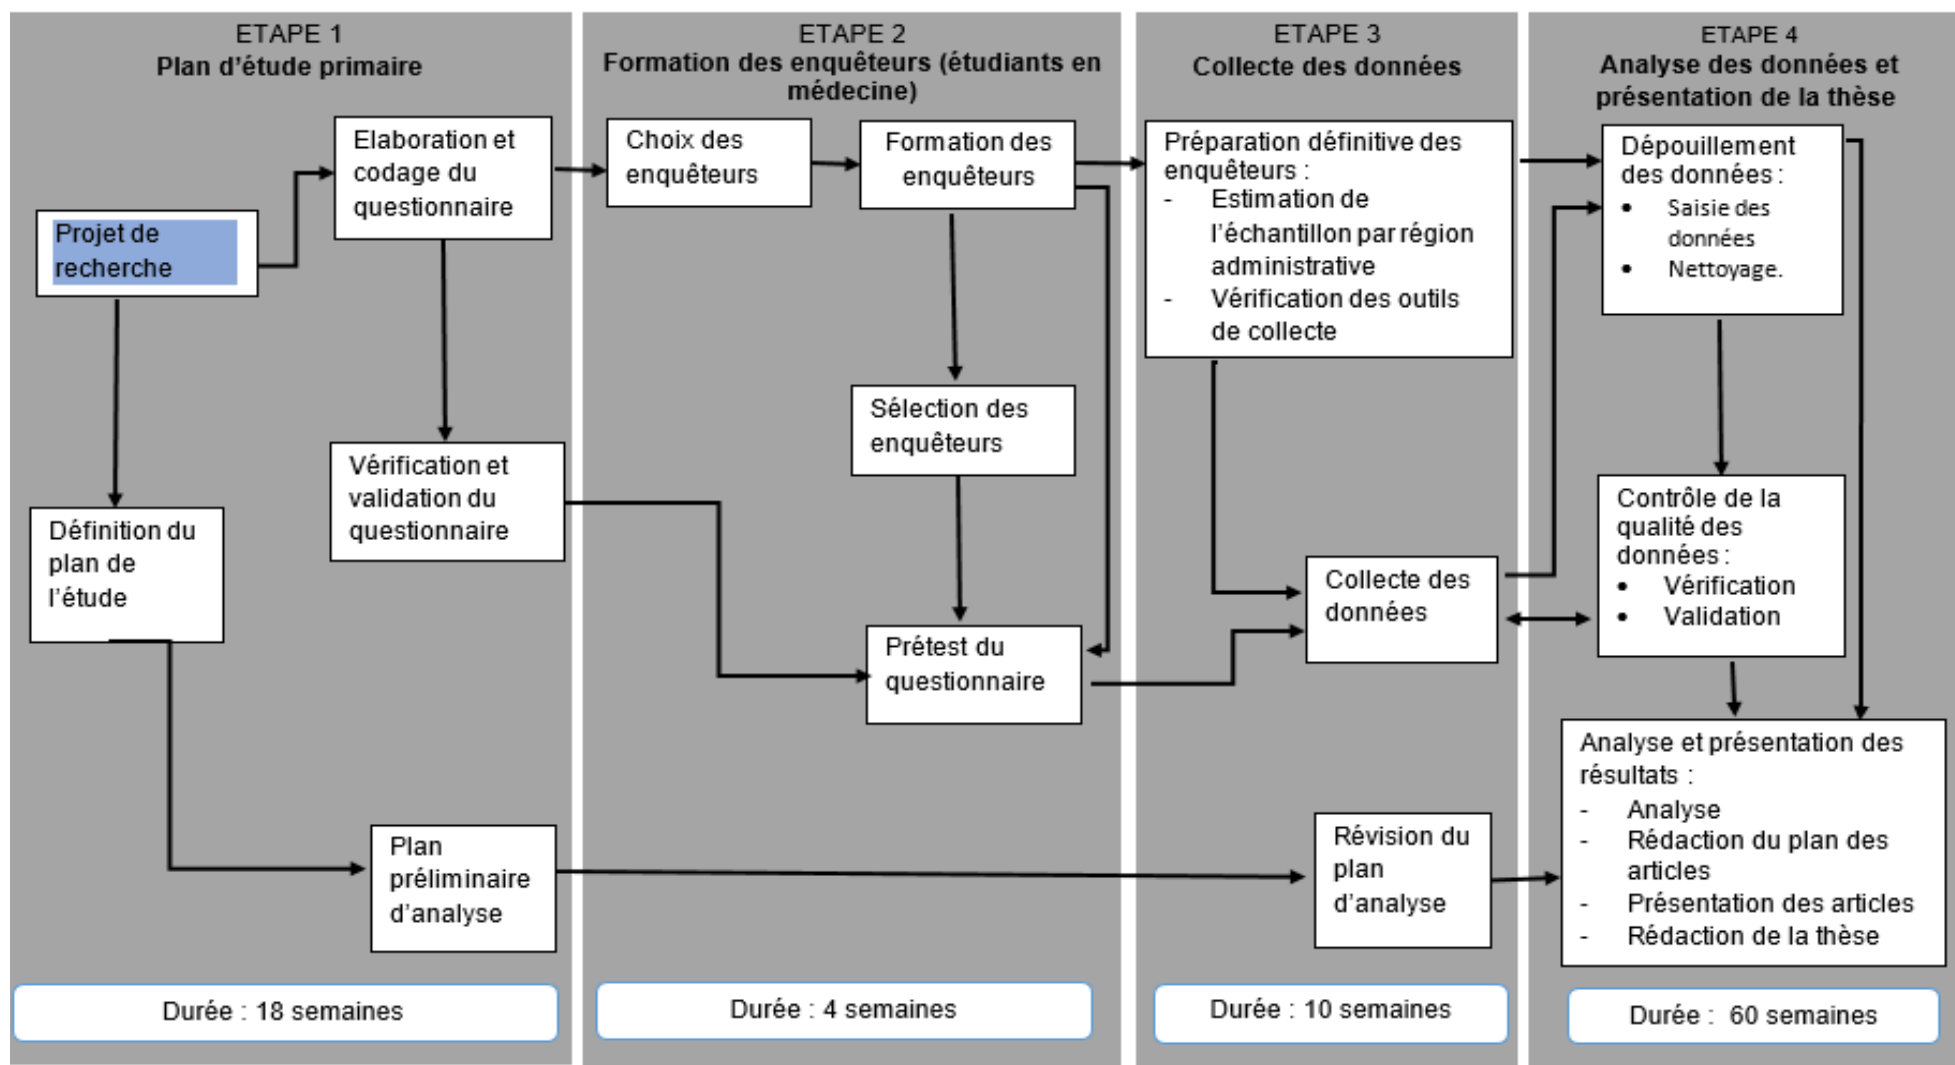 ETAPE 1
Plan d’étude primaire
Projet de
recherche
Elaboration et
codage du
questionnaire
Vérification et
validation du
questionnaire
Définition du
plan de
l’étude
Plan
préliminaire
d’analyse
Durée : 18 semaines
ETAPE 2
Formation des enquêteurs (étudiants en
médecine)
Choix des
enquêteurs
Formation des
enquêteurs
Sélection des
enquêteurs
Prétest du
questionnaire
Durée : 4 semaines
ETAPE 3
Collecte des données
Préparation définitive des
enquêteurs :
- Estimation de
l’échantillon par région
administrative
- Vérification des outils
de collecte
Collecte des
données
Révision du
plan
d’analyse
Durée : 10 semaines
ETAPE 4
Analyse des données et
présentation de la thèse
Dépouillement
des données :
• Saisie des
données
• Nettoyage.
Contrôle de la
qualité des
données :
• Vérification
• Validation
Analyse et présentation des
résultats :
- Analyse
- Rédaction du plan des
articles
- Présentation des articles
- Rédaction de la thèse
Durée : 60 semaines